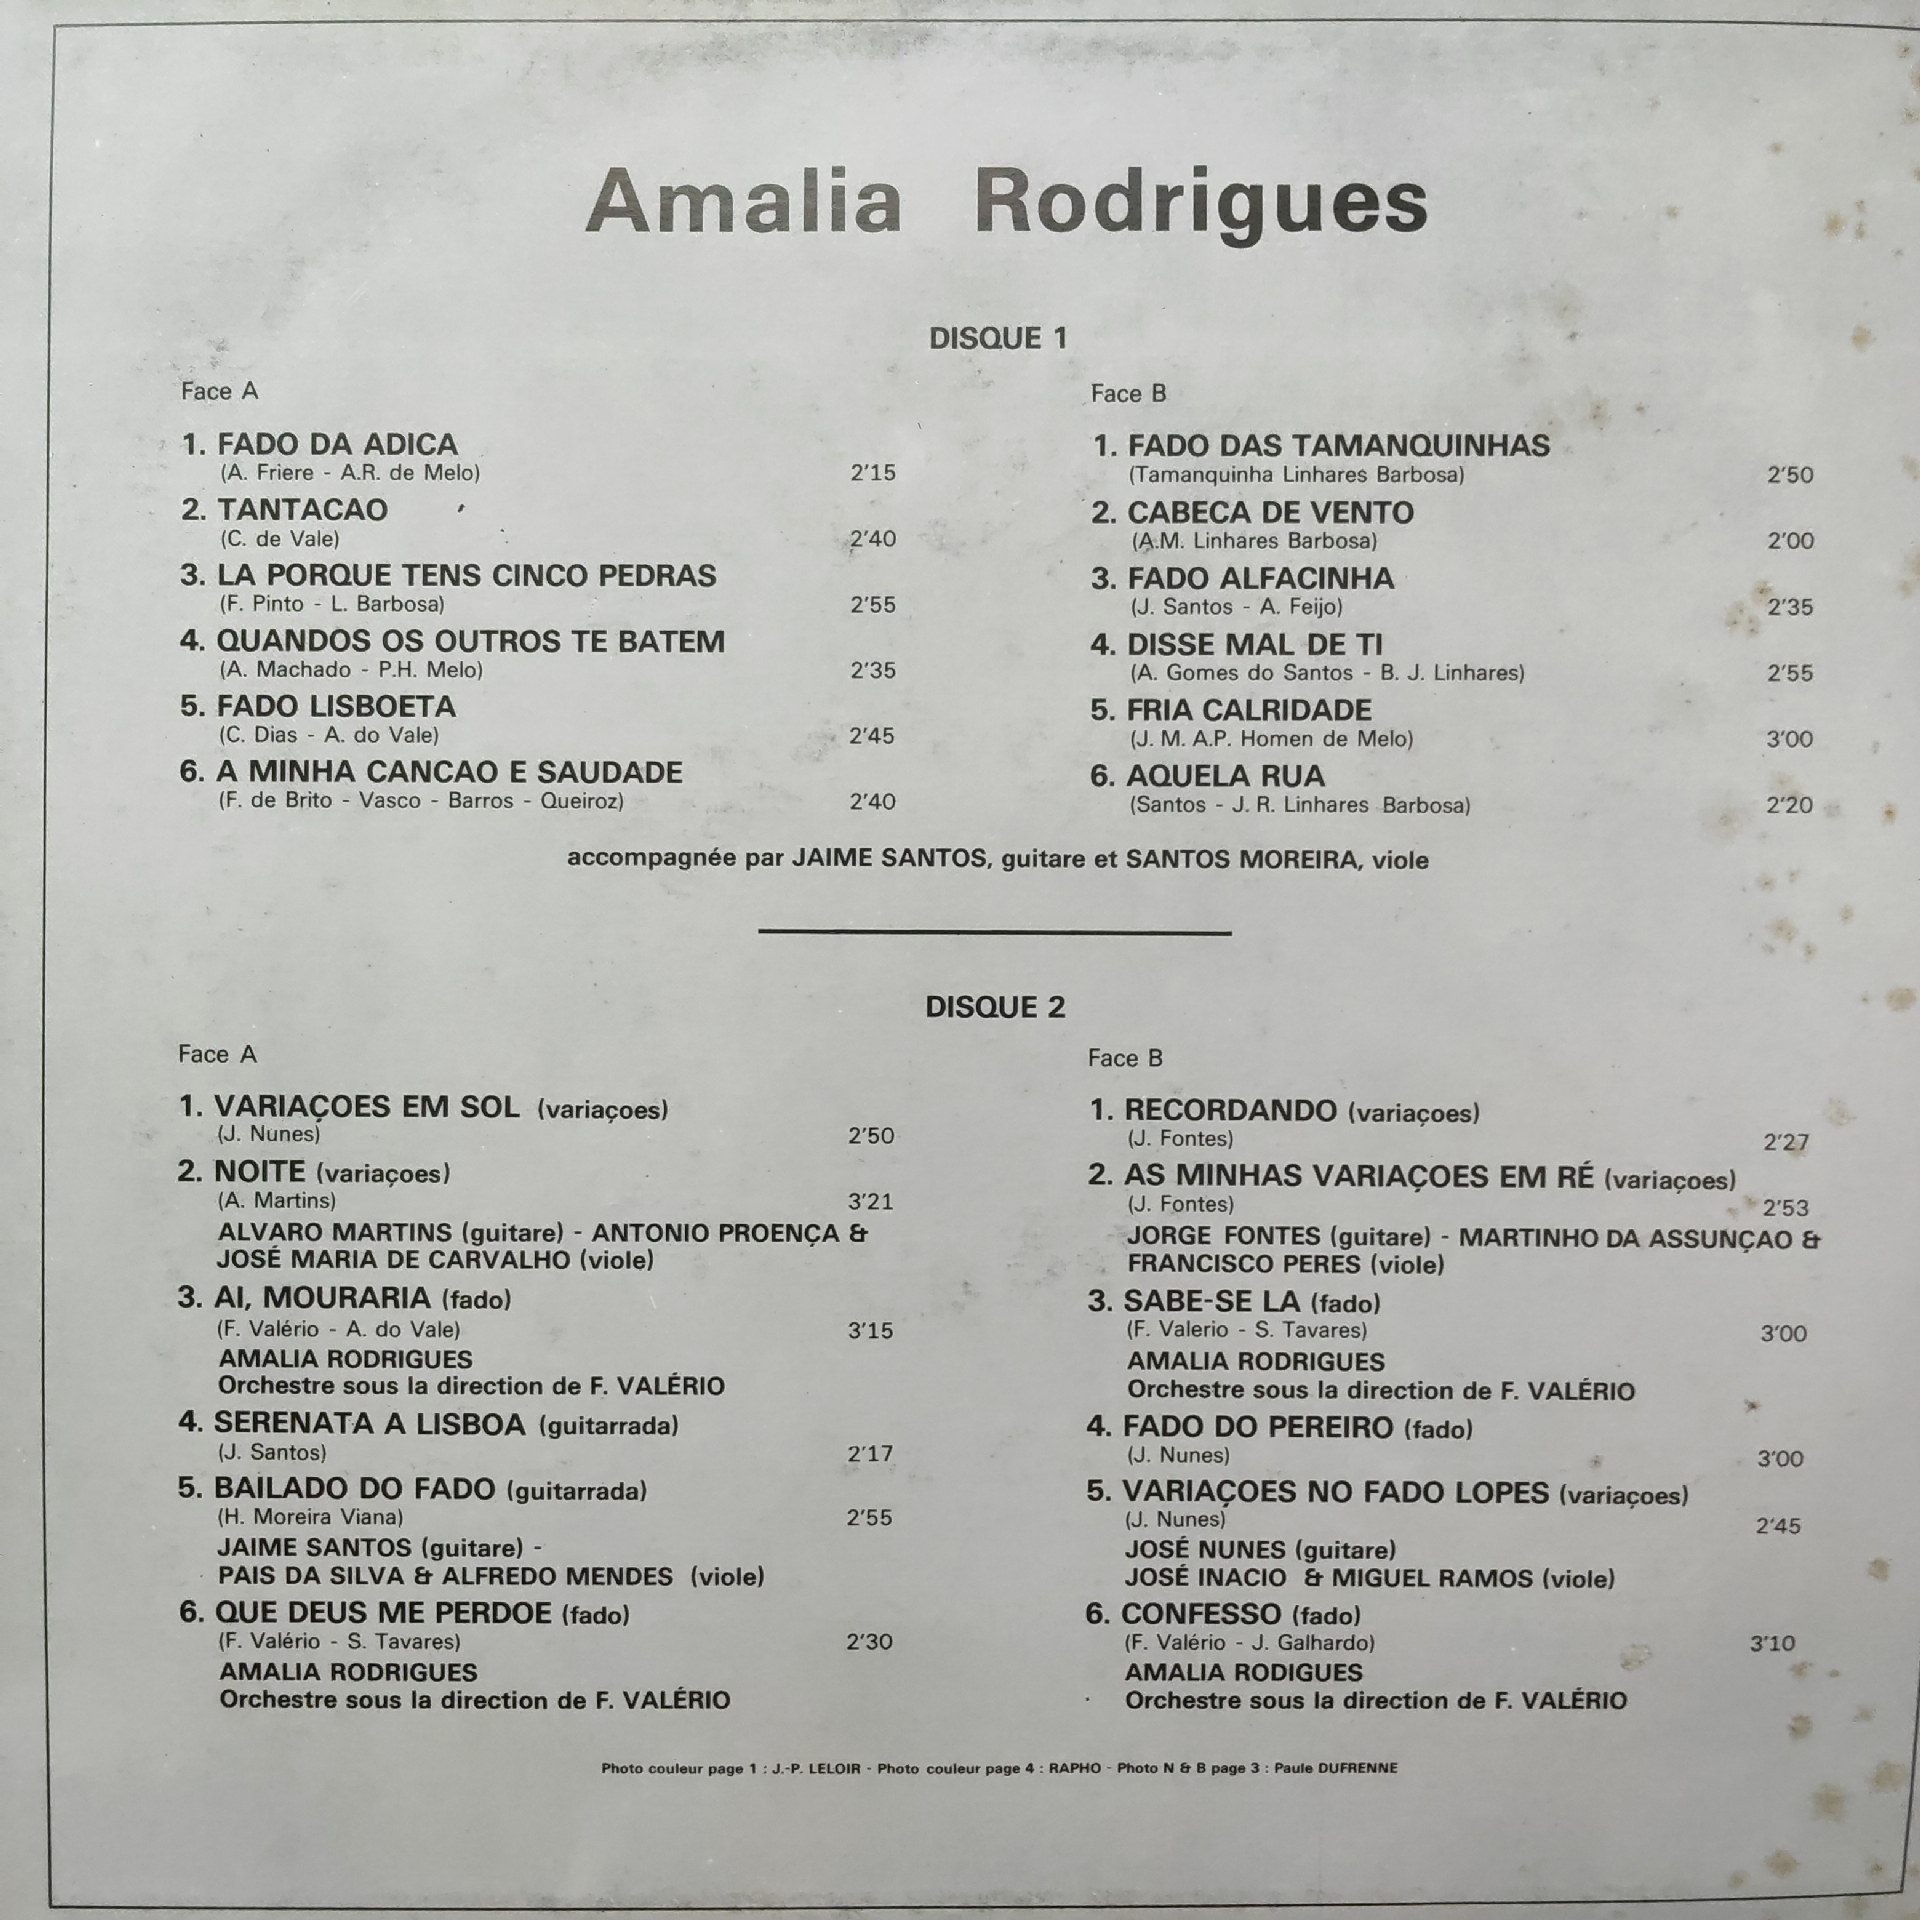 Amalia Rodrigues
DISQUE 1
Face A
1. FADO DA ADICA
(A. Friere - A.R. de Melo) 2'15
2. TANTACAO
(C. de Vale) 2'40
3. LA PORQUE TENS CINCO PEDRAS
(F. Pinto - L. Barbosa) 2'55
4. QUANDOS OS OUTROS TE BATEM
(A. Machado - P.H. Melo) 2'35
5. FADO LISBOETA
(C. Dias - A. do Vale) 2'45
6. A MINHA CANCAO E SAUDADE
(F. de Brito - Vasco - Barros - Queiroz) 2'40
Face B
1. FADO DAS TAMANQUINHAS
(Tamanquinha Linhares Barbosa) 2'50
2. CABECA DE VENTO
(A.M. Linhares Barbosa) 2'00
3. FADO ALFACINHA
(J. Santos - A. Feijo) 2'35
4. DISSE MAL DE TI
(A. Gomes do Santos - B. J. Linhares) 2'55
5. FRIA CALRIDADE
(J. M. A.P. Homen de Melo) 3'00
6. AQUELA RUA
(Santos - J. R. Linhares Barbosa) 2'20
accompagnée par JAIME SANTOS, guitare et SANTOS MOREIRA, viole
DISQUE 2
Face A
1. VARIAÇOES EM SOL (variaçoes)
(J. Nunes) 2'50
2. NOITE (variaçoes)
(A. Martins) 3'21
ALVARO MARTINS (guitare) - ANTONIO PROENÇA &
JOSÉ MARIA DE CARVALHO (viole)
3. AI, MOURARIA (fado)
(F. Valério - A. do Vale) 3'15
AMALIA RODRIGUES
Orchestre sous la direction de F. VALÉRIO
4. SERENATA A LISBOA (guitarrada)
(J. Santos) 2'17
5. BAILADO DO FADO (guitarrada)
(H. Moreira Viana) 2'55
JAIME SANTOS (guitare) -
PAIS DA SILVA & ALFREDO MENDES (viole)
6. QUE DEUS ME PERDOE (fado)
(F. Valério - S. Tavares) 2'30
AMALIA RODRIGUES
Orchestre sous la direction de F. VALÉRIO
Face B
1. RECORDANDO (variaçoes)
(J. Fontes) 2'27
2. AS MINHAS VARIAÇOES EM RÉ (variaçoes)
(J. Fontes) 2'53
JORGE FONTES (guitare) - MARTINHO DA ASSUNÇAO &
FRANCISCO PERES (viole)
3. SABE-SE LA (fado)
(F. Valerio - S. Tavares) 3'00
AMALIA RODRIGUES
Orchestre sous la direction de F. VALÉRIO
4. FADO DO PEREIRO (fado)
(J. Nunes) 3'00
5. VARIAÇOES NO FADO LOPES (variaçoes)
(J. Nunes) 2'45
JOSÉ NUNES (guitare)
JOSÉ INACIO & MIGUEL RAMOS (viole)
6. CONFESSO (fado)
(F. Valério - J. Galhardo) 3'10
AMALIA RODIGUES
Orchestre sous la direction de F. VALÉRIO
Photo couleur page 1 : J.-P. LELOIR - Photo couleur page 4 : RAPHO - Photo N & B page 3 : Paule DUFRENNE